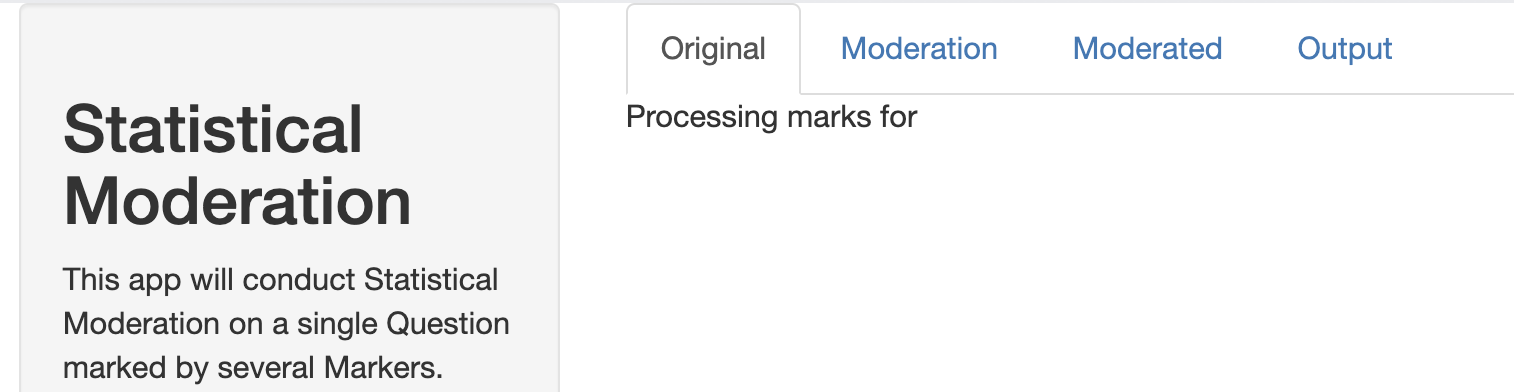 Statistical
Moderation
This app will conduct Statistical
Moderation on a single Question
marked by several Markers.
Original Moderation Moderated Output
Processing marks for